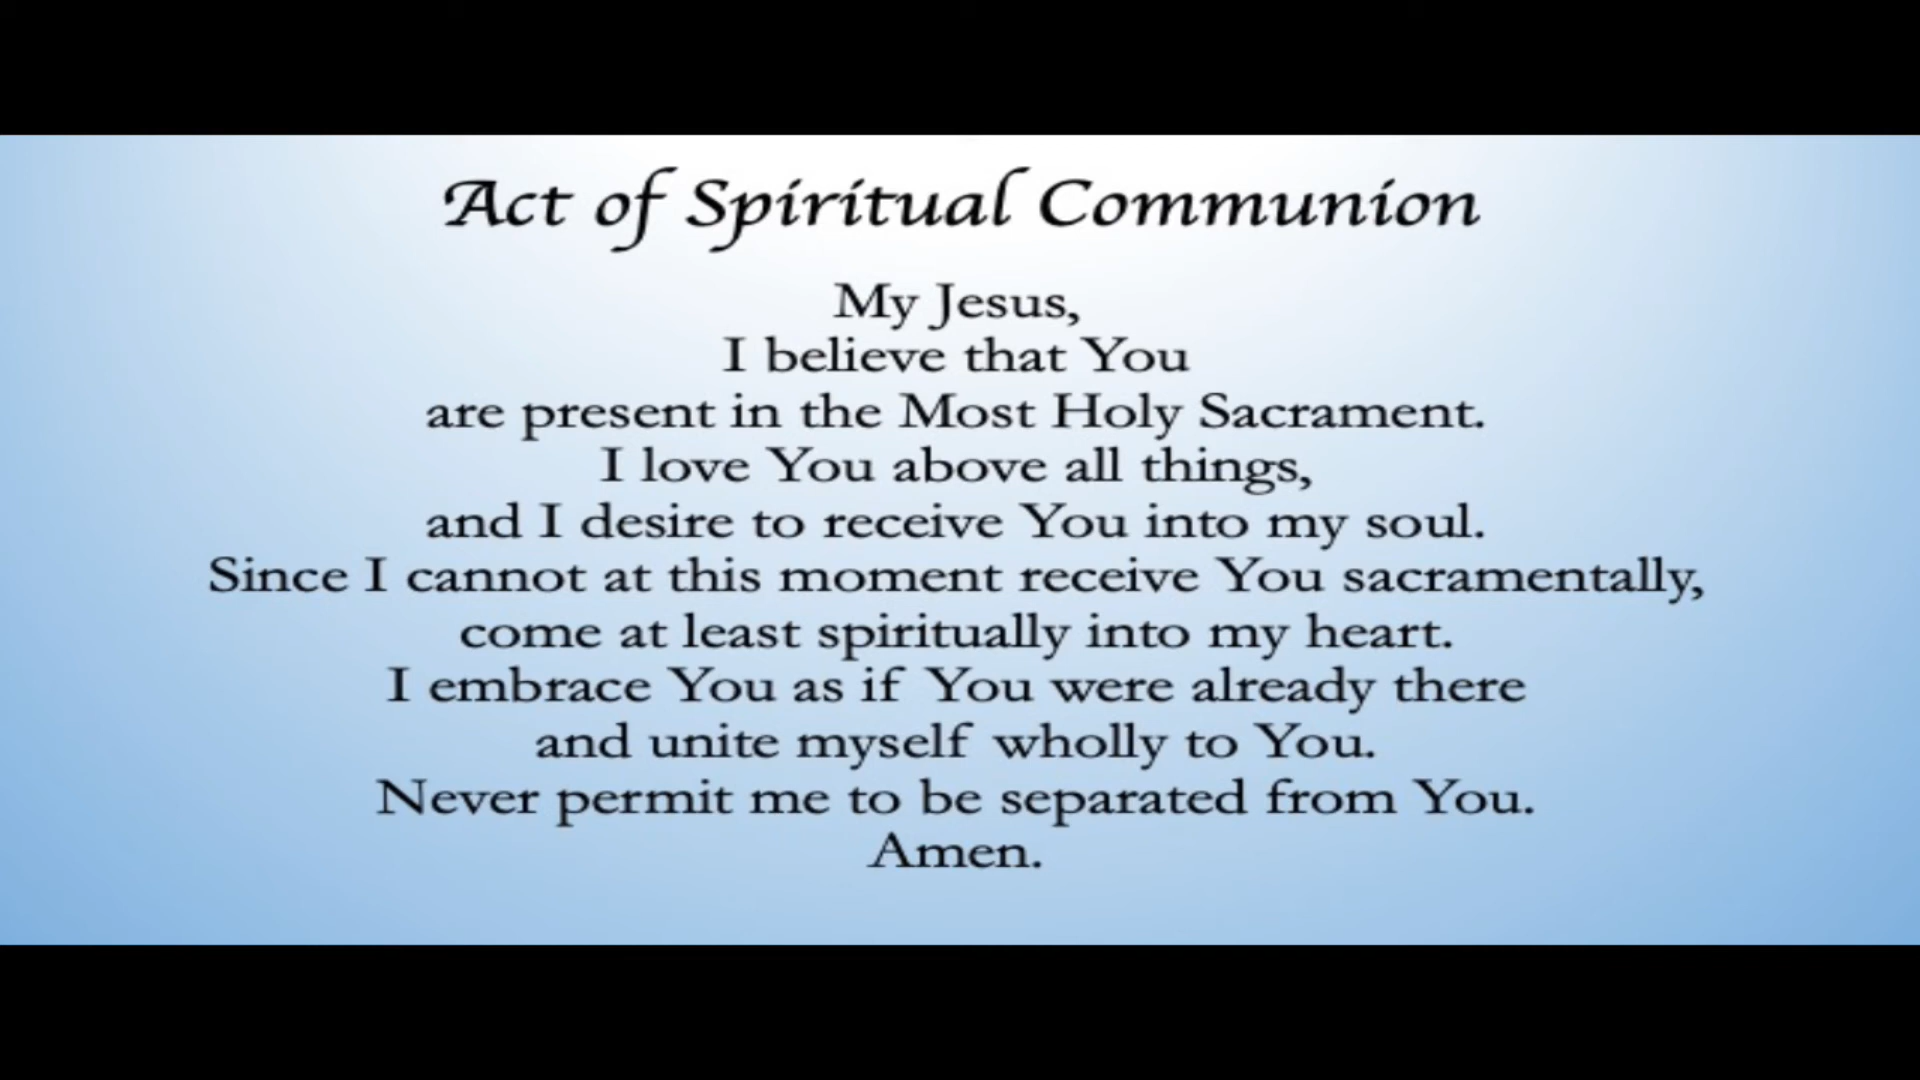 Act of Spiritual Communion
My Jesus,
I believe that You
are present in the Most Holy Sacrament.
I love You above all things,
and I desire to receive You into my soul.
Since I cannot at this moment receive You sacramentally,
come at least spiritually into my heart.
I embrace You as if You were already there
and unite myself wholly to You.
Never permit me to be separated from You.
Amen.